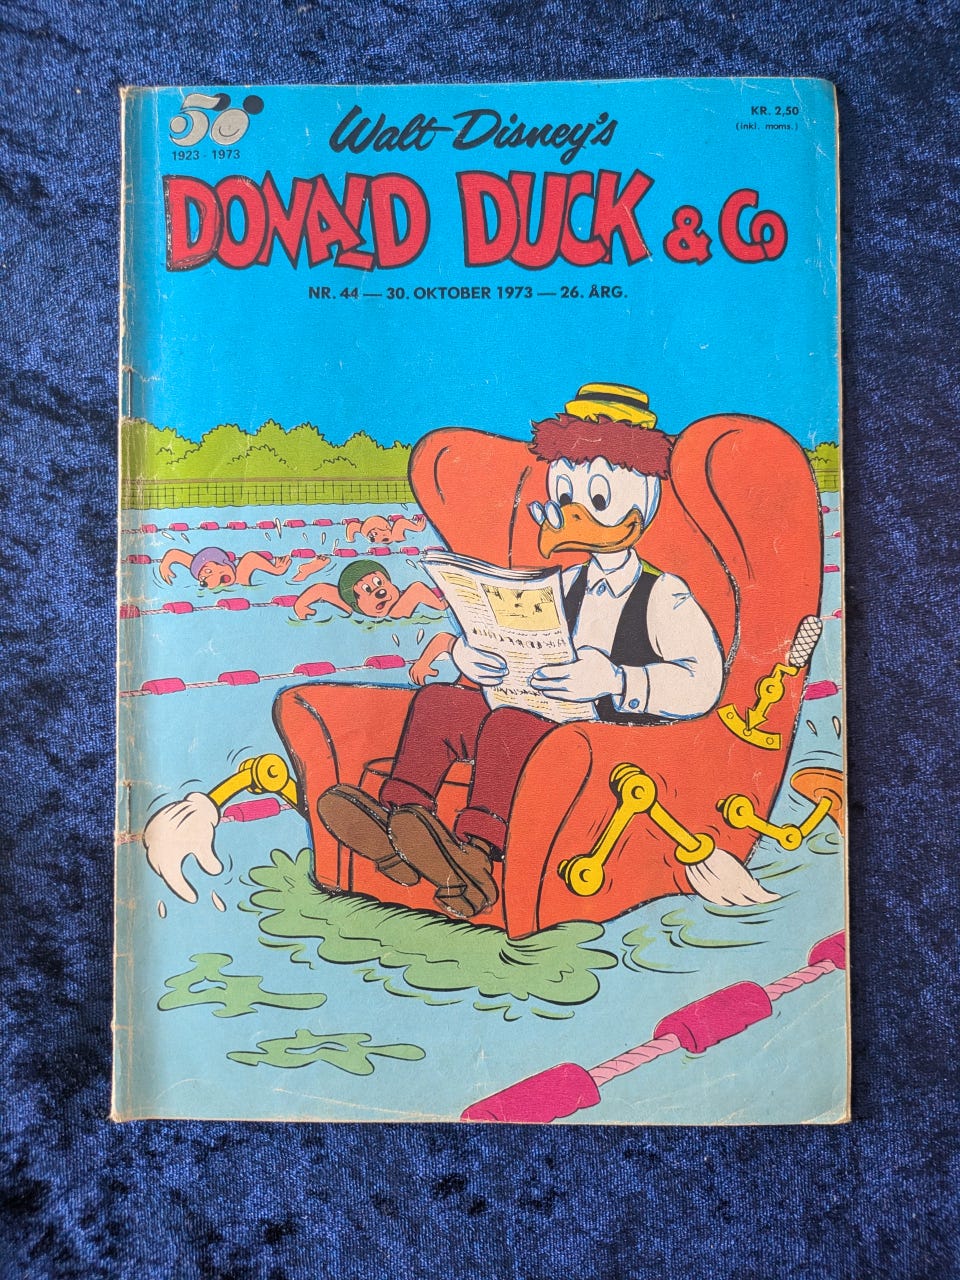 50
1923 - 1973
Walt Disney's
KR. 2,50
(inkl. moms.)
DONALD DUCK & Co
NR. 44 — 30. OKTOBER 1973 — 26. ÅRG.